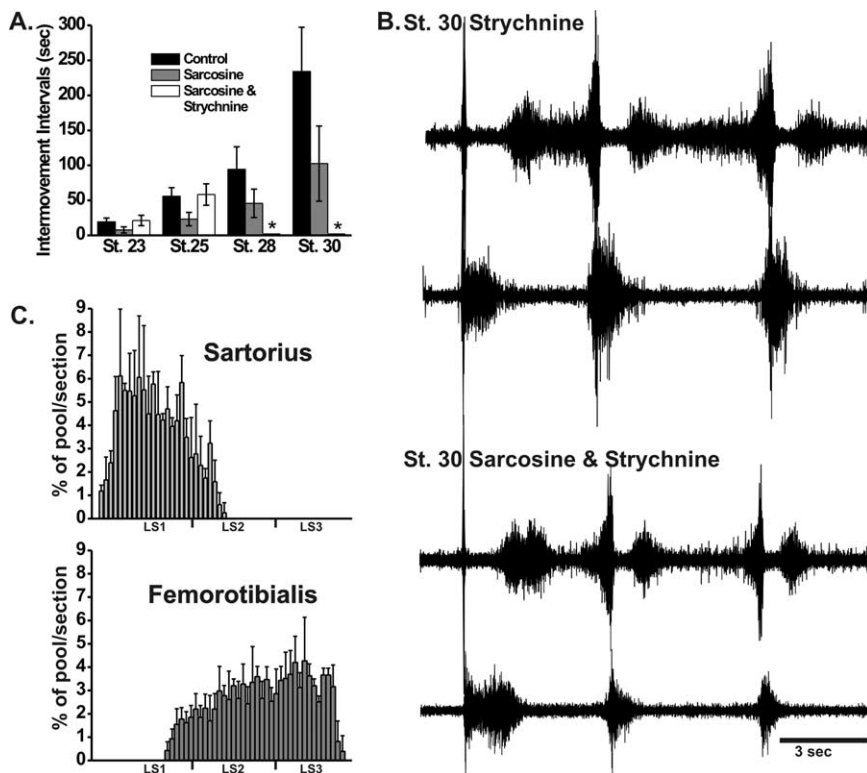 A.
Intermovement Intervals (sec)
300
250
200
150
100
50
0
Control
Sarcosine
Sarcosine &
Strychnine
*
*
St. 23
St.25
St. 28
St. 30
B. St. 30 Strychnine
St. 30 Sarcosine & Strychnine
3 sec
C.
% of pool/section
9
8
7
6
5
4
3
2
1
0
Sartorius
LS1
LS2
LS3
% of pool/section
9
8
7
6
5
4
3
2
1
0
Femorotibialis
LS1
LS2
LS3